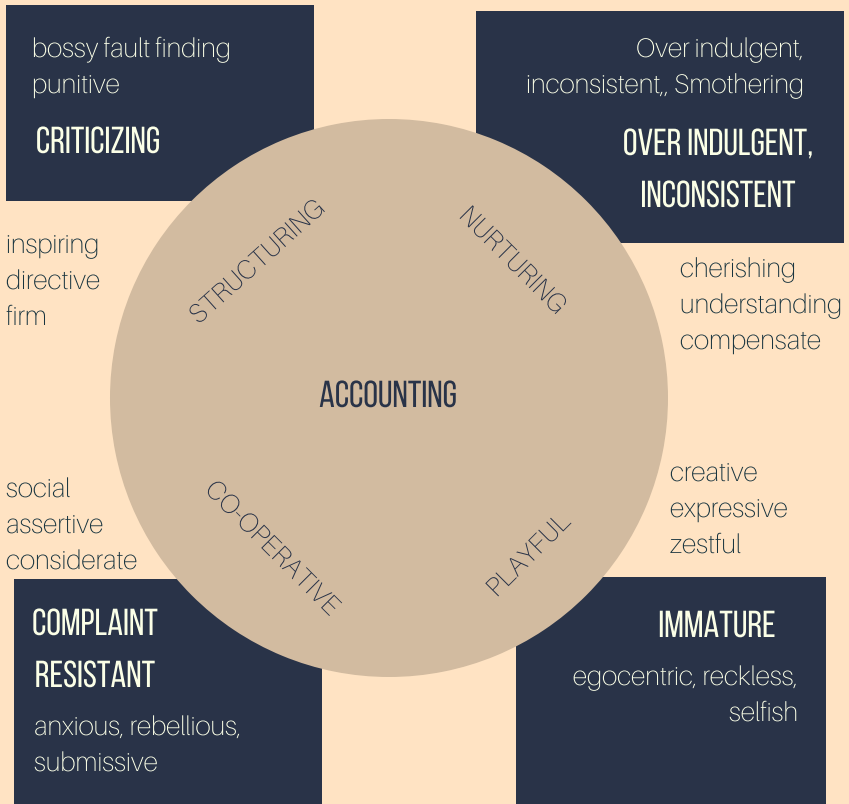 bossy fault finding
punitive
CRITICIZING
Over indulgent,
inconsistent,, Smothering
OVER INDULGENT,
INCONSISTENT
inspiring
directive
firm
STRUCTURING
NURTURING
cherishing
understanding
compensate
ACCOUNTING
social
assertive
considerate
CO-OPERATIVE
PLAYFUL
creative
expressive
zestful
COMPLAINT
RESISTANT
anxious, rebellious,
submissive
IMMATURE
egocentric, reckless,
selfish